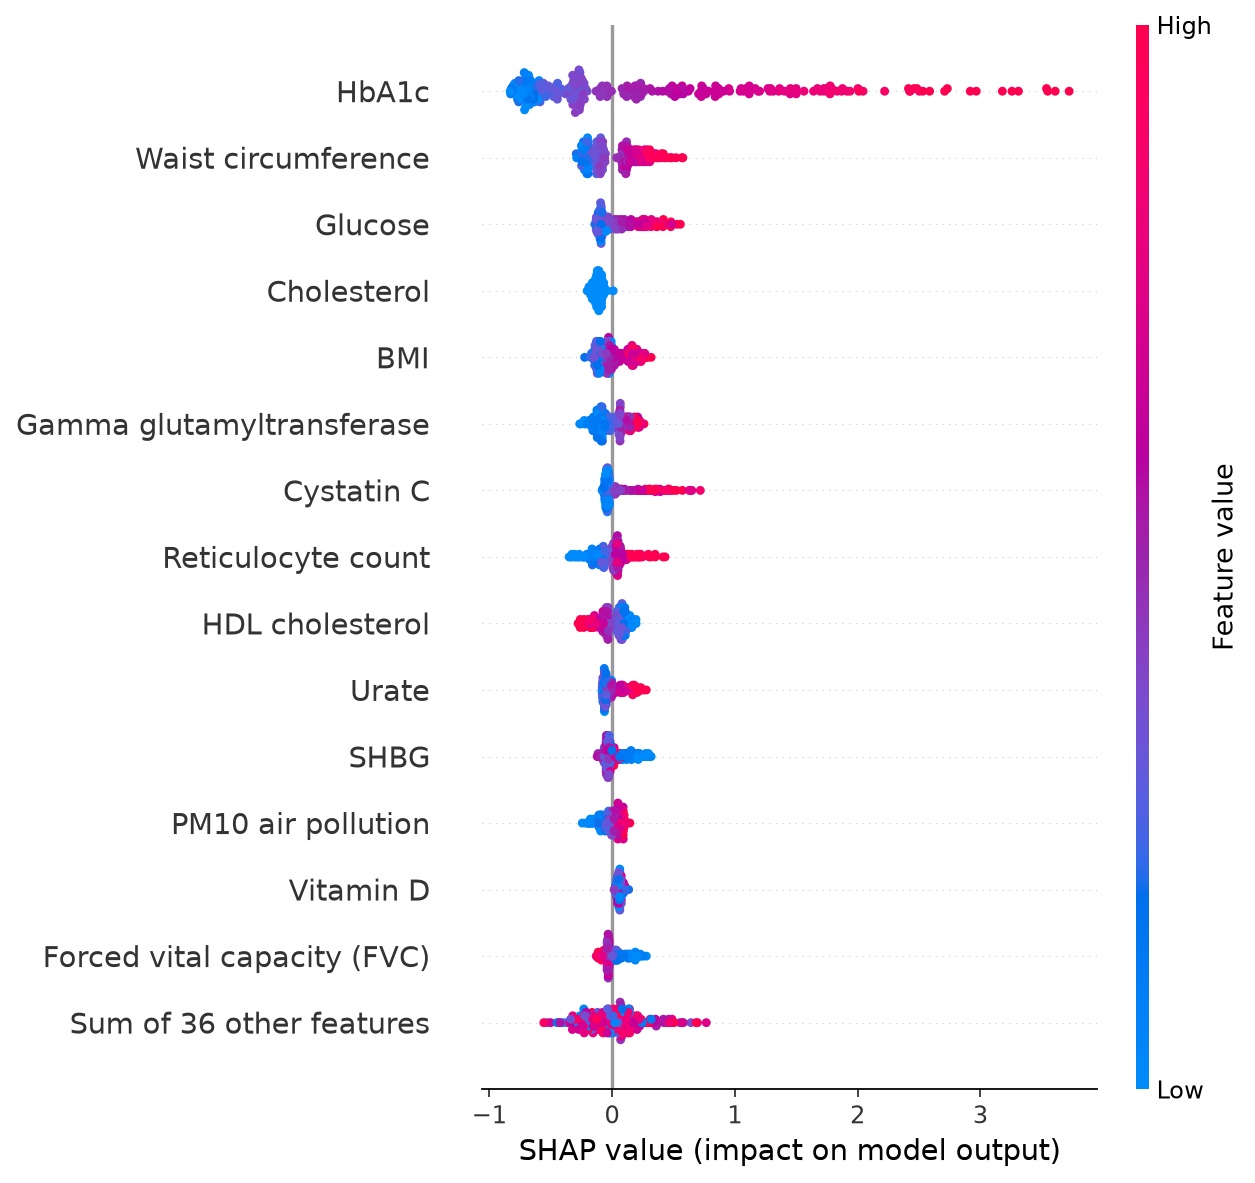 High
HbA1c
Waist circumference
Glucose
Cholesterol
BMI
Gamma glutamyltransferase
Cystatin C
Reticulocyte count
HDL cholesterol
Urate
SHBG
PM10 air pollution
Vitamin D
Forced vital capacity (FVC)
Sum of 36 other features
Feature value
Low
−1 0 1 2 3
SHAP value (impact on model output)